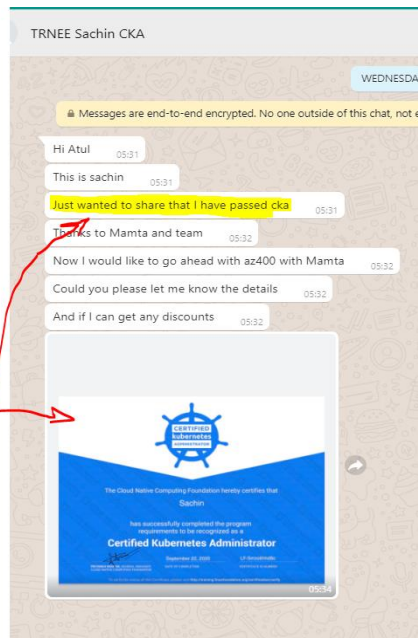 TRNEE Sachin CKA
WEDNESDA
Messages are end-to-end encrypted. No one outside of this chat, not e
Hi Atul 05:31
This is sachin 05:31
Just wanted to share that I have passed cka 05:31
Thanks to Mamta and team 05:32
Now I would like to go ahead with az400 with Mamta 05:32
Could you please let me know the details 05:32
And if I can get any discounts 05:32
CERTIFIED
kubernetes
ADMINISTRATOR
The Cloud Native Computing Foundation hereby certifies that
Sachin
has successfully completed the program
requirements to be recognized as a
Certified Kubernetes Administrator
05:34